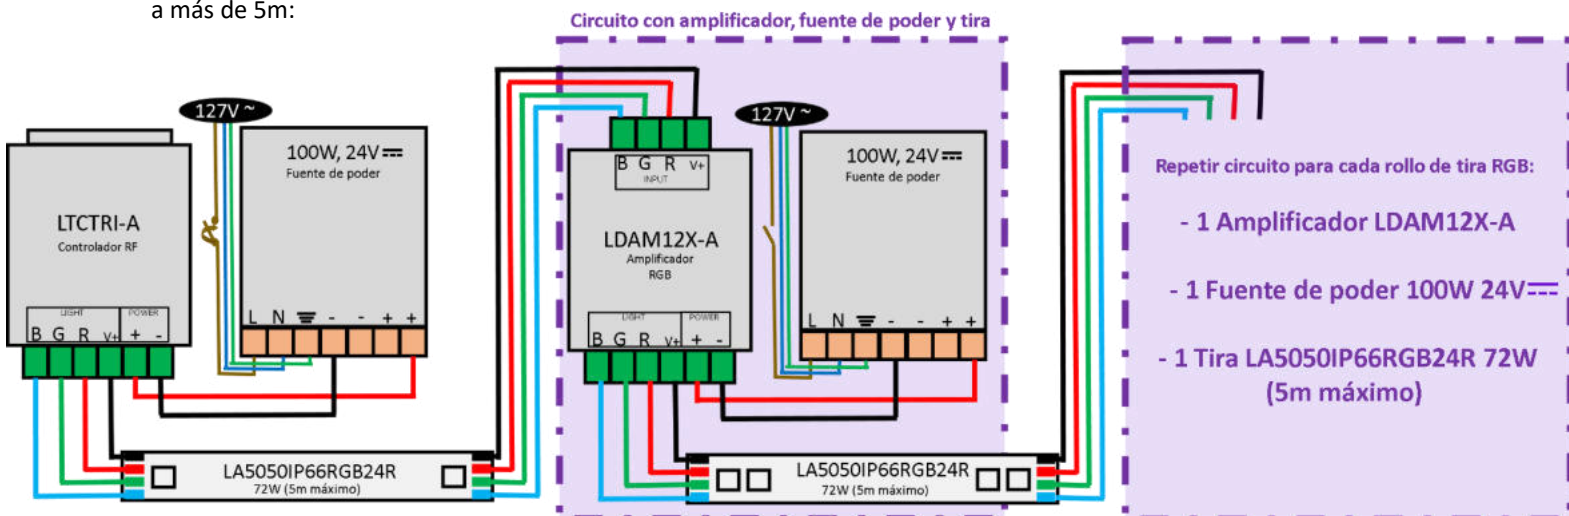 a más de 5m:
Circuito con amplificador, fuente de poder y tira
127V ~
100W, 24V
Fuente de poder
LTCTRI-A
Controlador RF
LIGHT POWER
B G R V+ + -
L N - - + +
LA5050IP66RGB24R
72W (5m máximo)
B G R V+
INPUT
LDAM12X-A
Amplificador
RGB
LIGHT POWER
B G R V+ + -
127V ~
100W, 24V
Fuente de poder
L N - - + +
LA5050IP66RGB24R
72W (5m máximo)
Repetir circuito para cada rollo de tira RGB:
- 1 Amplificador LDAM12X-A
- 1 Fuente de poder 100W 24V
- 1 Tira LA5050IP66RGB24R 72W
(5m máximo)